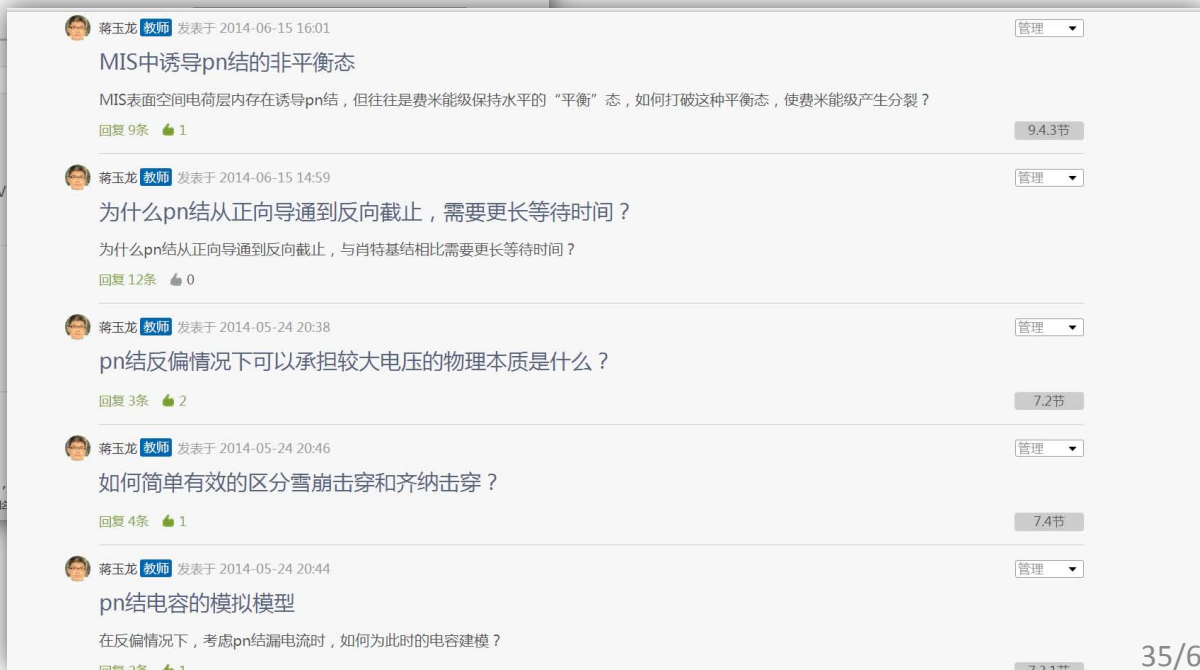 蒋玉龙 教师 发表于 2014-06-15 16:01 管理
MIS中诱导pn结的非平衡态
MIS表面空间电荷层内存在诱导pn结，但往往是费米能级保持水平的“平衡”态，如何打破这种平衡态，使费米能级产生分裂？
回复 9条 1 9.4.3节
蒋玉龙 教师 发表于 2014-06-15 14:59 管理
为什么pn结从正向导通到反向截止，需要更长等待时间？
为什么pn结从正向导通到反向截止，与肖特基结相比需要更长等待时间？
回复 12条 0
蒋玉龙 教师 发表于 2014-05-24 20:38 管理
pn结反偏情况下可以承担较大电压的物理本质是什么？
回复 3条 2 7.2节
蒋玉龙 教师 发表于 2014-05-24 20:46 管理
如何简单有效的区分雪崩击穿和齐纳击穿？
回复 4条 1 7.4节
蒋玉龙 教师 发表于 2014-05-24 20:44 管理
pn结电容的模拟模型
在反偏情况下，考虑pn结漏电流时，如何为此时的电容建模？
35/6